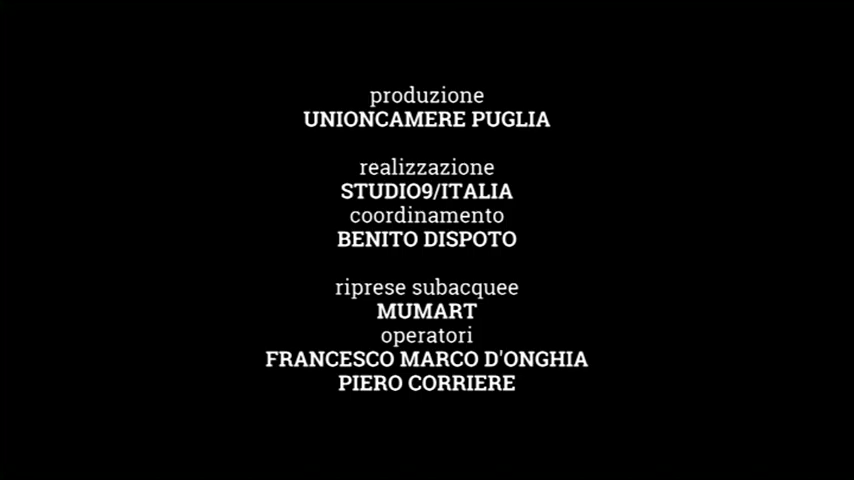 produzione
UNIONCAMERE PUGLIA
realizzazione
STUDIO9/ITALIA
coordinamento
BENITO DISPOTO
riprese subacquee
MUMART
operatori
FRANCESCO MARCO D'ONGHIA
PIERO CORRIERE